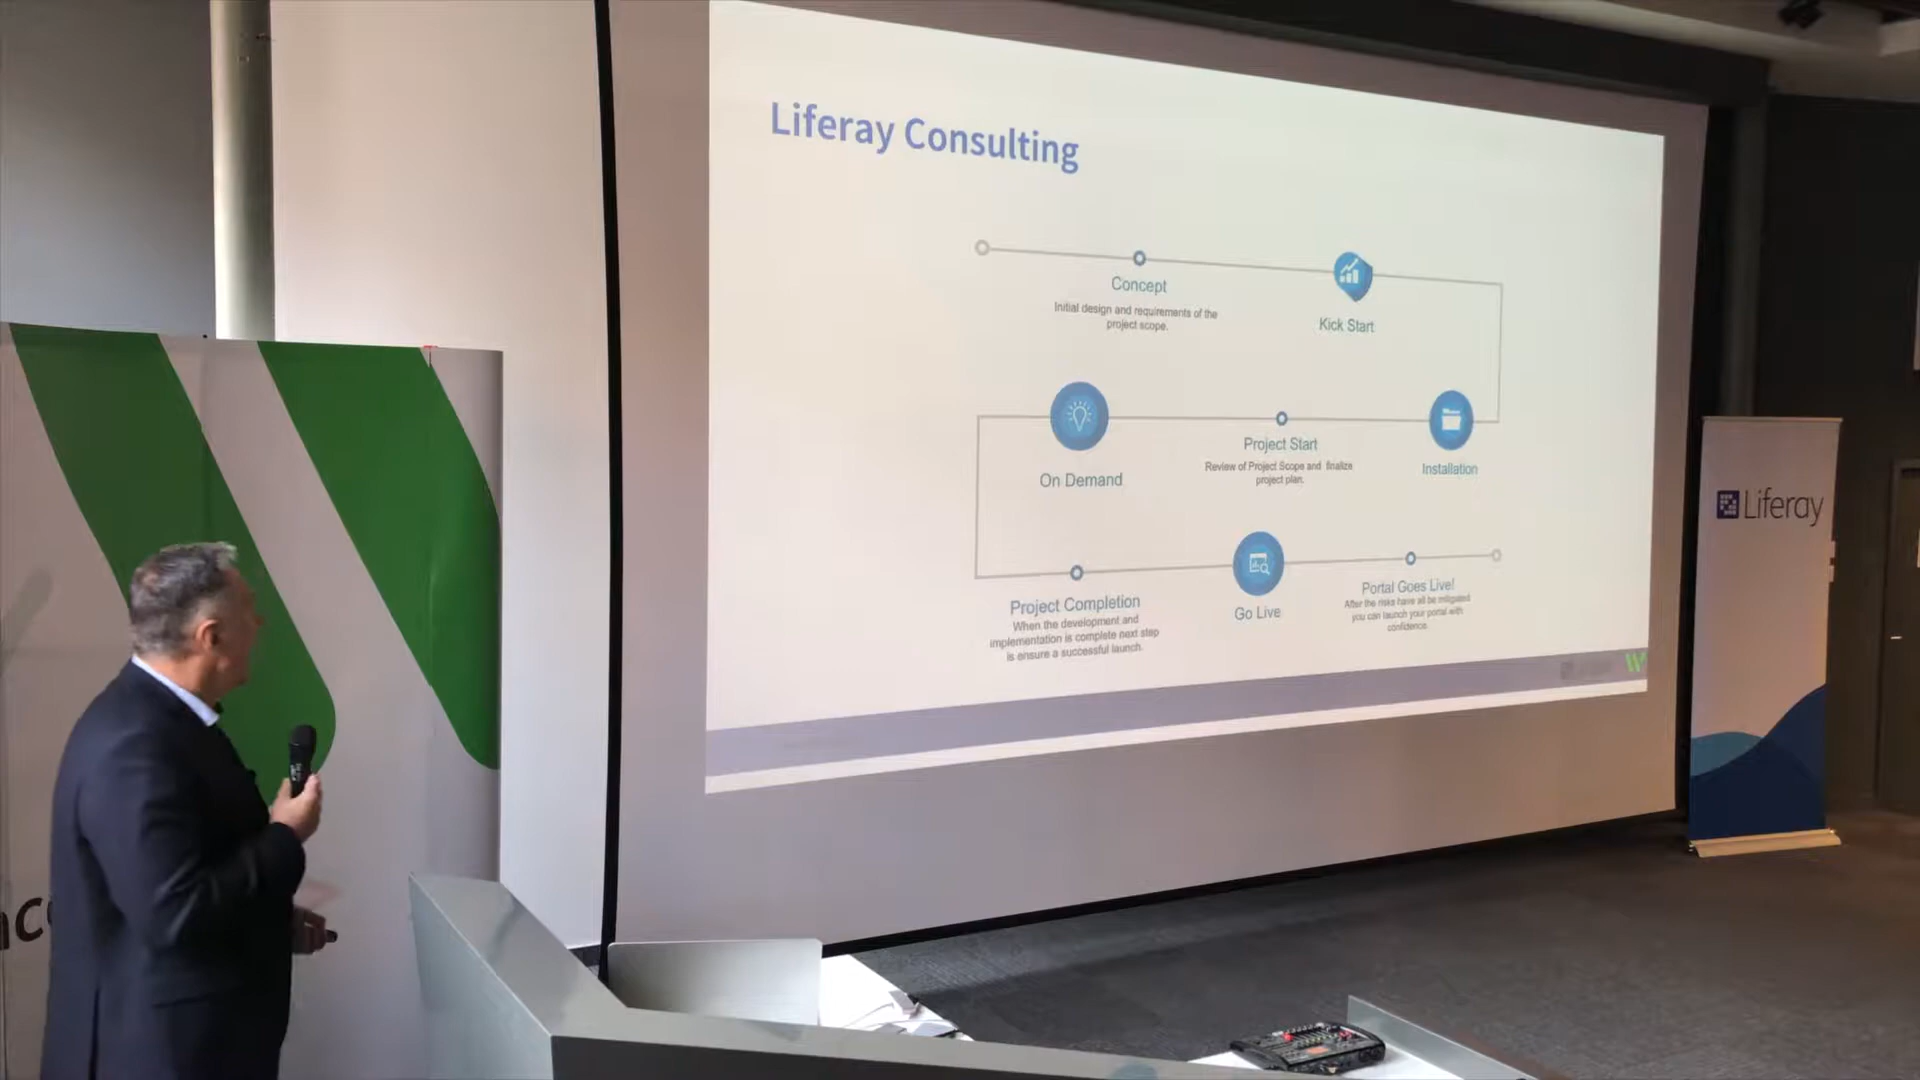 Liferay Consulting
Concept
Initial design and requirements of the
project scope.
Kick Start
On Demand
Project Start
Review of Project Scope and finalize
project plan.
Installation
Project Completion
When the development and
implementation is complete next step
is ensure a successful launch.
Go Live
Portal Goes Live!
After the risks have all be mitigated
you can launch your portal with
confidence.
W
Liferay